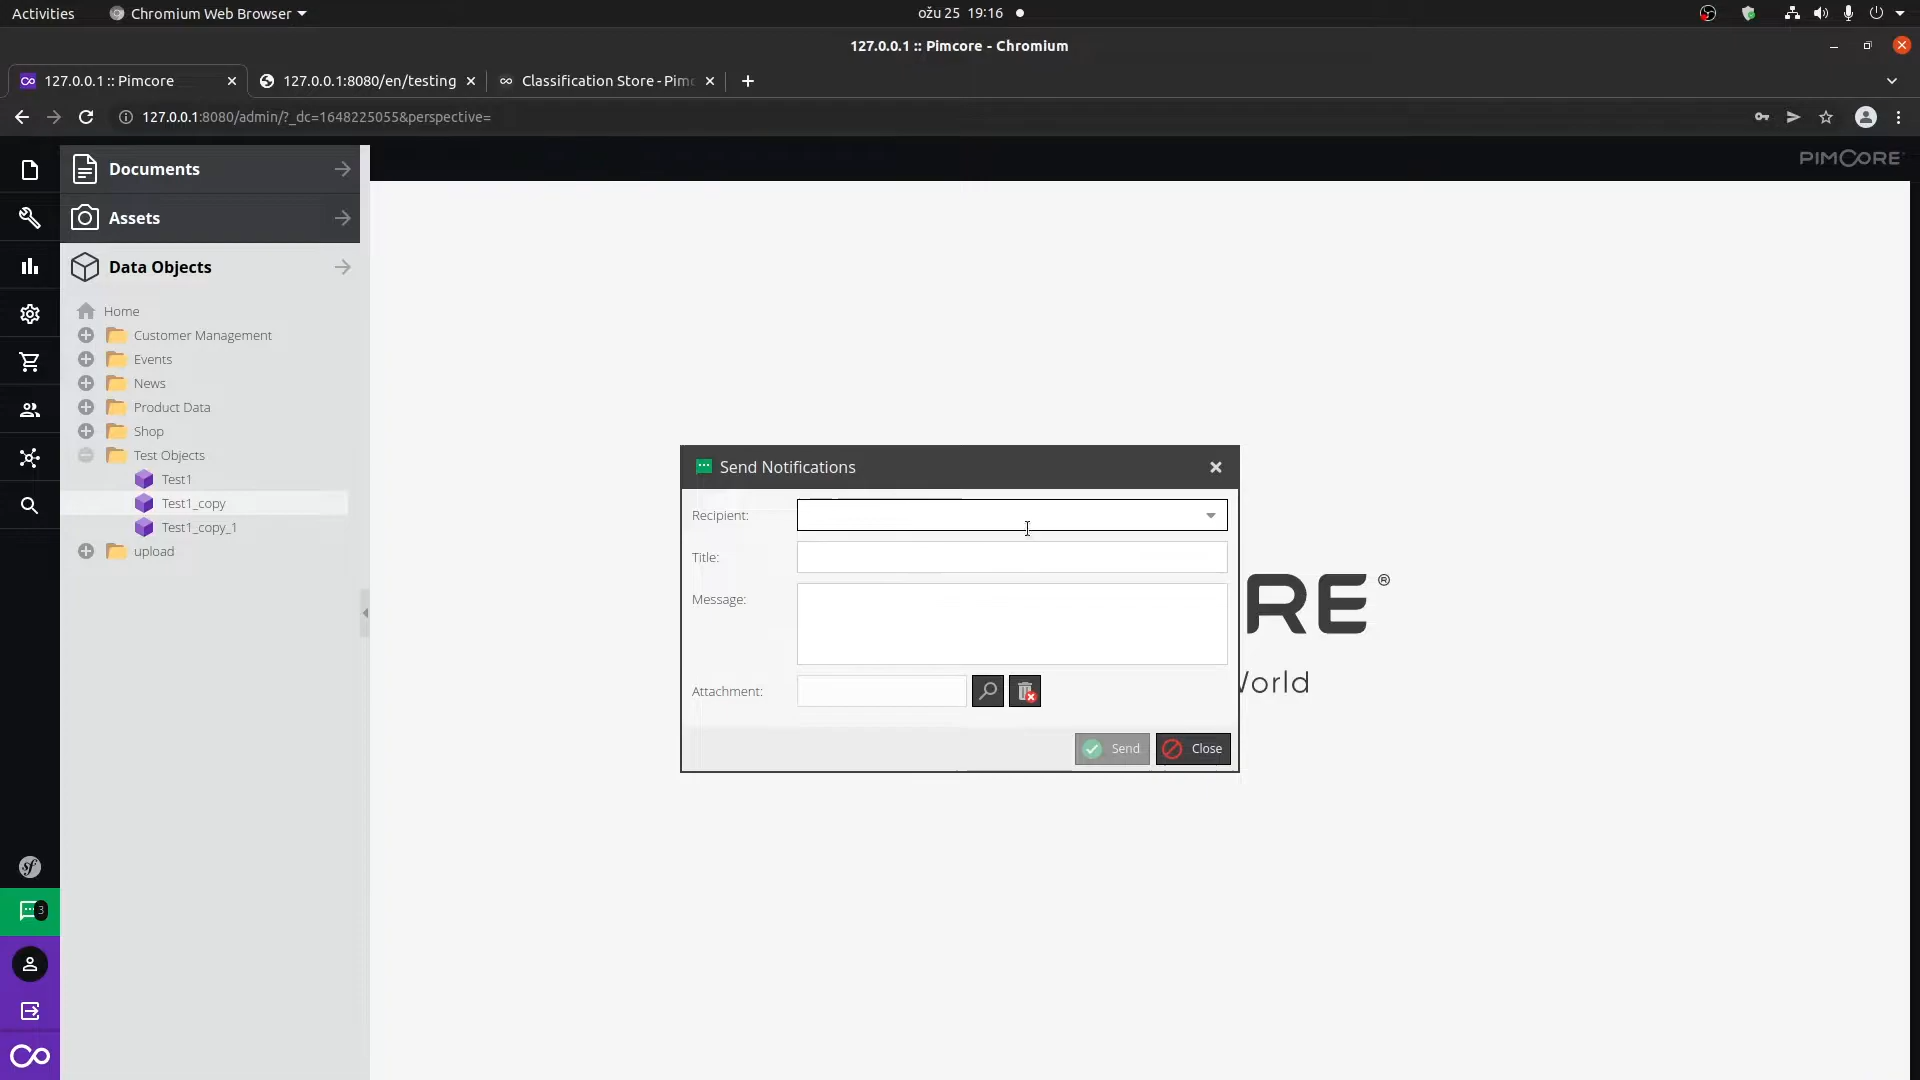 Activities
Chromium Web Browser
ožu 25 19:16
127.0.0.1 :: Pimcore - Chromium
127.0.0.1 :: Pimcore
127.0.0.1:8080/en/testing
Classification Store - Pimc
127.0.0.1:8080/admin/?_dc=1648225055&perspective=
PIMCORE
Documents
Assets
Data Objects
Home
Customer Management
Events
News
Product Data
Shop
Test Objects
Test1
Test1_copy
Test1_copy_1
upload
Send Notifications
Recipient:
Title:
Message:
Attachment:
Send
Close
RE®
World
sf
3